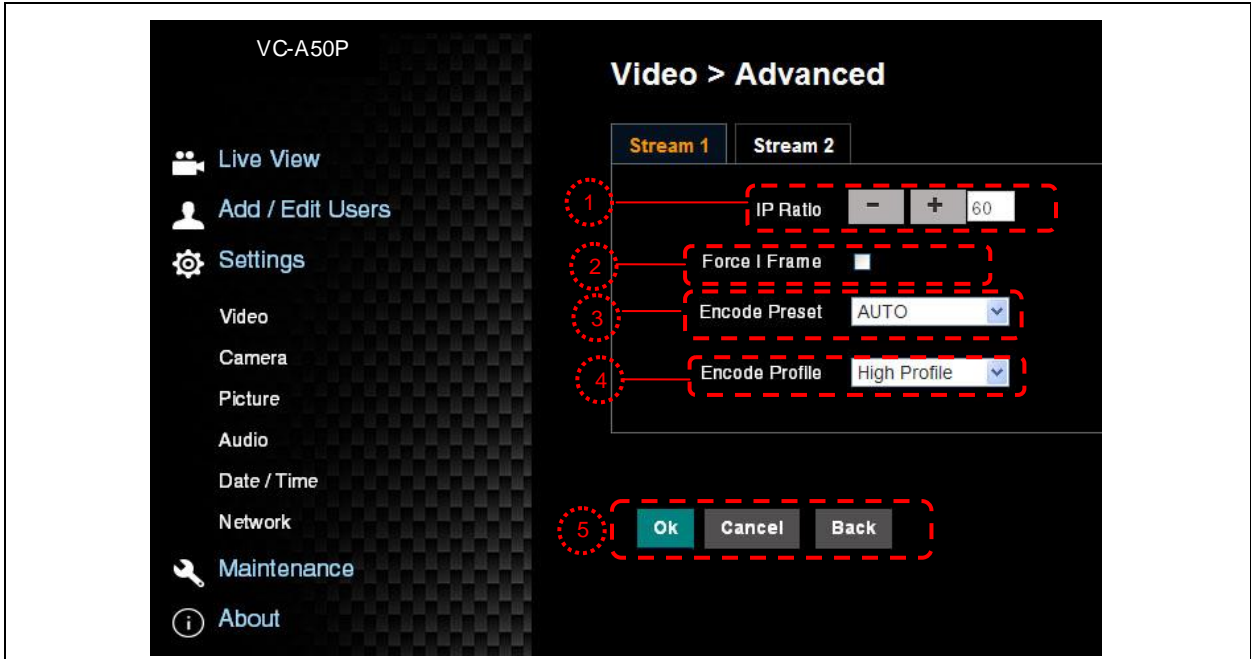 VC-A50P
Live View
Add / Edit Users
Settings
Video
Camera
Picture
Audio
Date / Time
Network
Maintenance
About
Video > Advanced
Stream 1 Stream 2
1 IP Ratio - + 60
2 Force I Frame
3 Encode Preset AUTO
4 Encode Profile High Profile
5 Ok Cancel Back